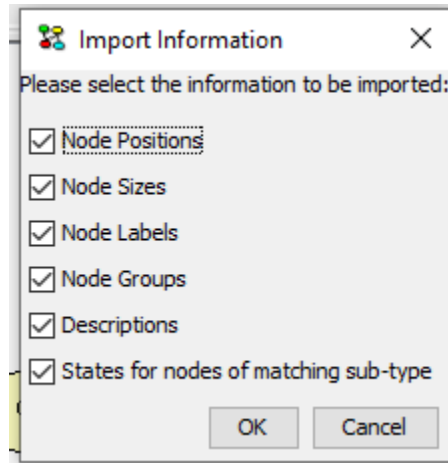 Import Information
Please select the information to be imported:
Node Positions
Node Sizes
Node Labels
Node Groups
Descriptions
States for nodes of matching sub-type
OK Cancel